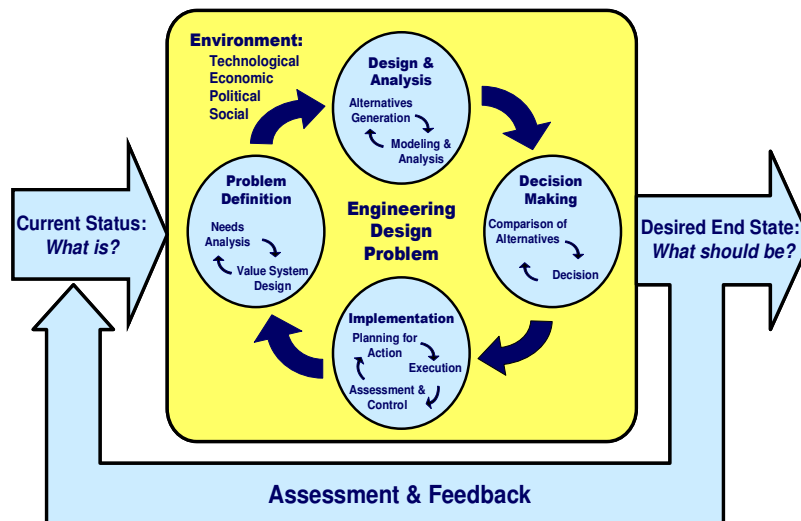 Environment:
Technological
Economic
Political
Social
Design &
Analysis
Alternatives
Generation
Modeling &
Analysis
Problem
Definition
Needs
Analysis
Value System
Design
Engineering
Design
Problem
Decision
Making
Comparison of
Alternatives
Decision
Implementation
Planning for
Action
Execution
Assessment &
Control
Current Status:
What is?
Desired End State:
What should be?
Assessment & Feedback